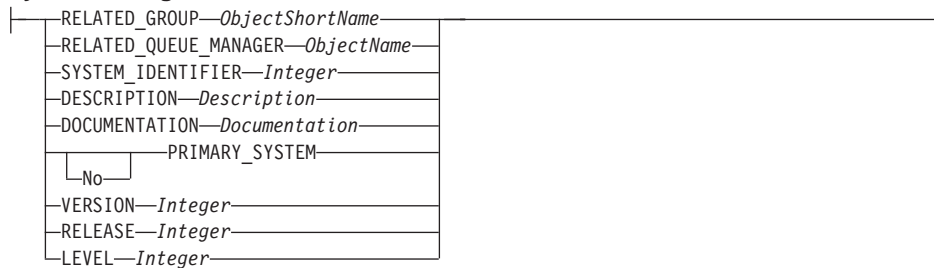 RELATED_GROUP ObjectShortName
RELATED_QUEUE_MANAGER ObjectName
SYSTEM_IDENTIFIER Integer
DESCRIPTION Description
DOCUMENTATION Documentation
PRIMARY_SYSTEM
No
VERSION Integer
RELEASE Integer
LEVEL Integer